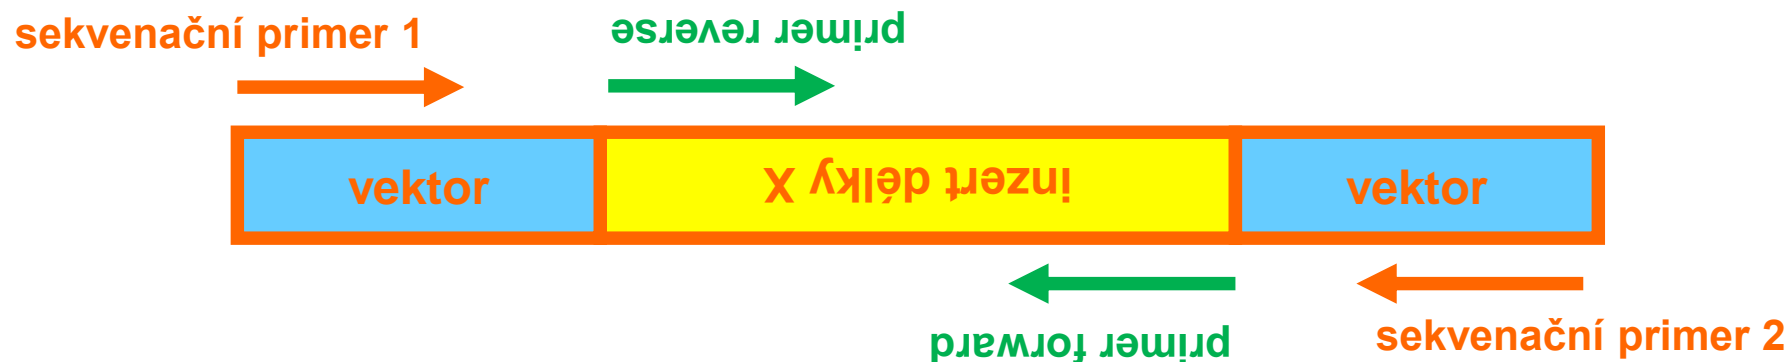 sekvenační primer 1
primer reverse
vektor
inzert délky X
vektor
primer forward
sekvenační primer 2